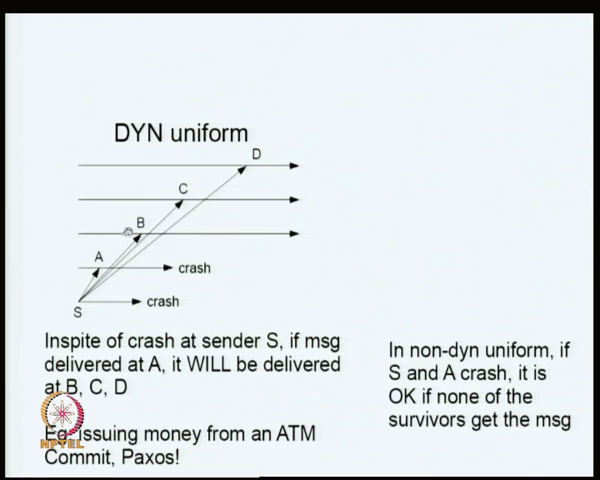 DYN uniform
D
C
B
A
crash
crash
S
Inspite of crash at sender S, if msg
delivered at A, it WILL be delivered
at B, C, D
Eg: Issuing money from an ATM
Commit, Paxos!
In non-dyn uniform, if
S and A crash, it is
OK if none of the
survivors get the msg
NPTEL